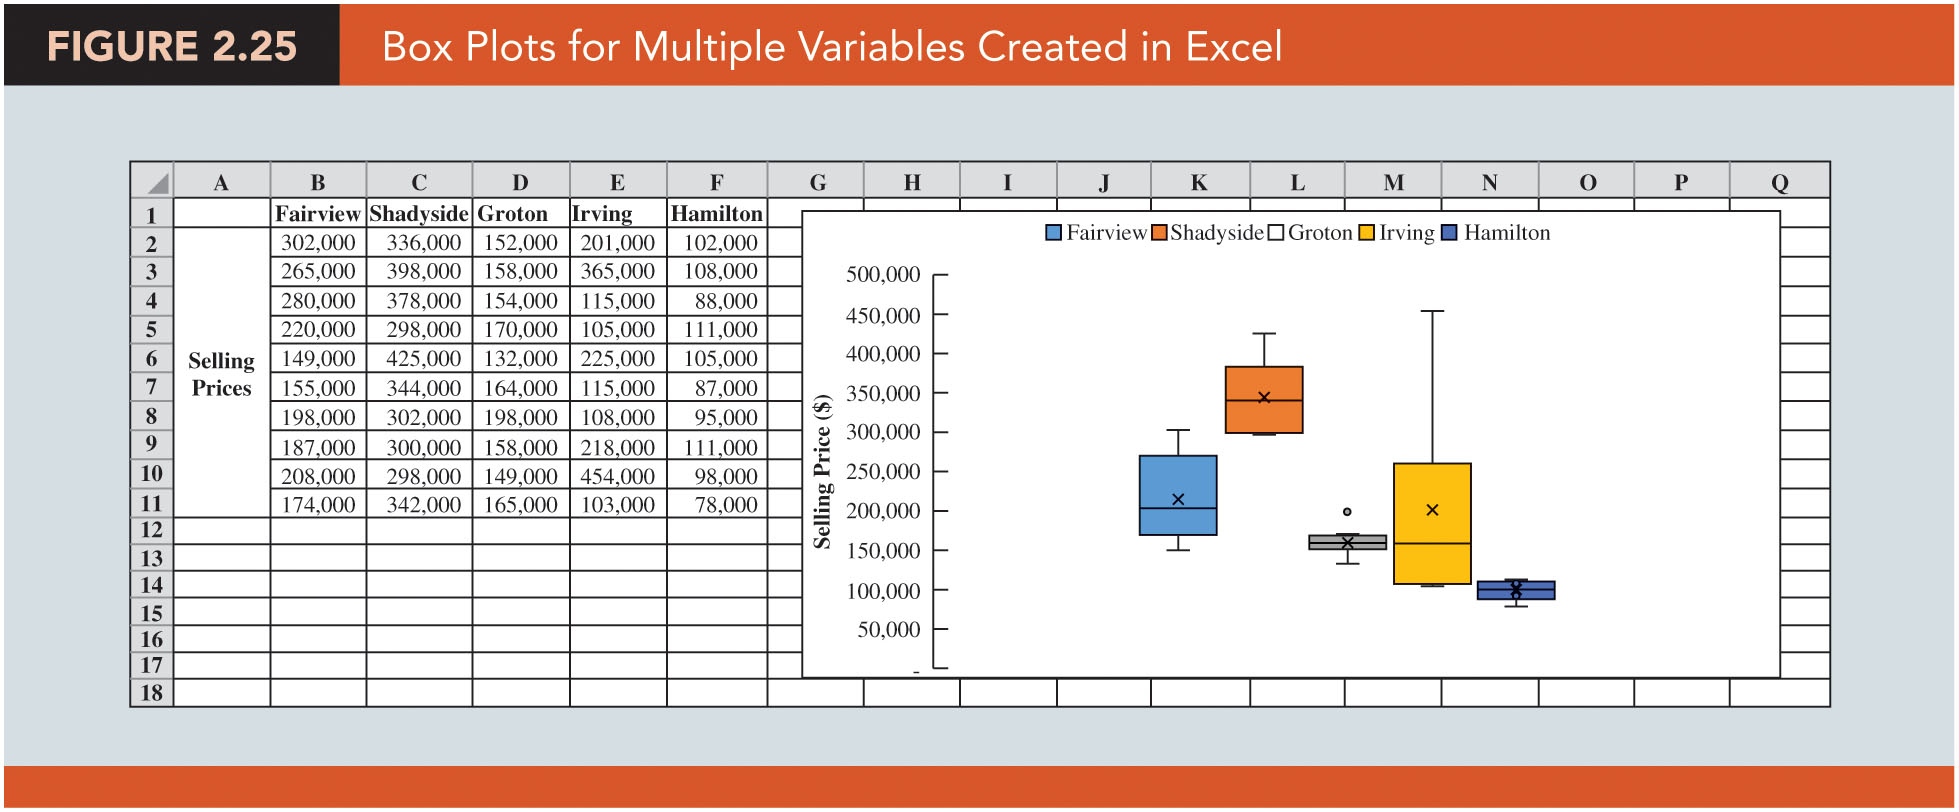 FIGURE 2.25 Box Plots for Multiple Variables Created in Excel
A B C D E F G H I J K L M N O P Q
1 Fairview Shadyside Groton Irving Hamilton
2 302,000 336,000 152,000 201,000 102,000
3 265,000 398,000 158,000 365,000 108,000
4 280,000 378,000 154,000 115,000 88,000
5 220,000 298,000 170,000 105,000 111,000
6 149,000 425,000 132,000 225,000 105,000
7 155,000 344,000 164,000 115,000 87,000
8 198,000 302,000 198,000 108,000 95,000
9 187,000 300,000 158,000 218,000 111,000
10 208,000 298,000 149,000 454,000 98,000
11 174,000 342,000 165,000 103,000 78,000
12
13
14
15
16
17
18
Selling
Prices
Fairview Shadyside Groton Irving Hamilton
Selling Price ($)
500,000
450,000
400,000
350,000
300,000
250,000
200,000
150,000
100,000
50,000
-